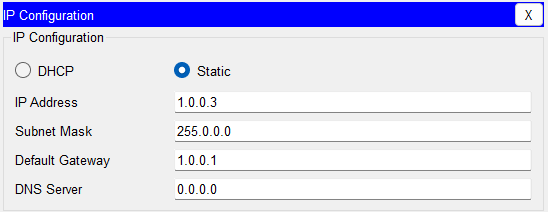 IP Configuration X
IP Configuration
DHCP Static
IP Address 1.0.0.3
Subnet Mask 255.0.0.0
Default Gateway 1.0.0.1
DNS Server 0.0.0.0